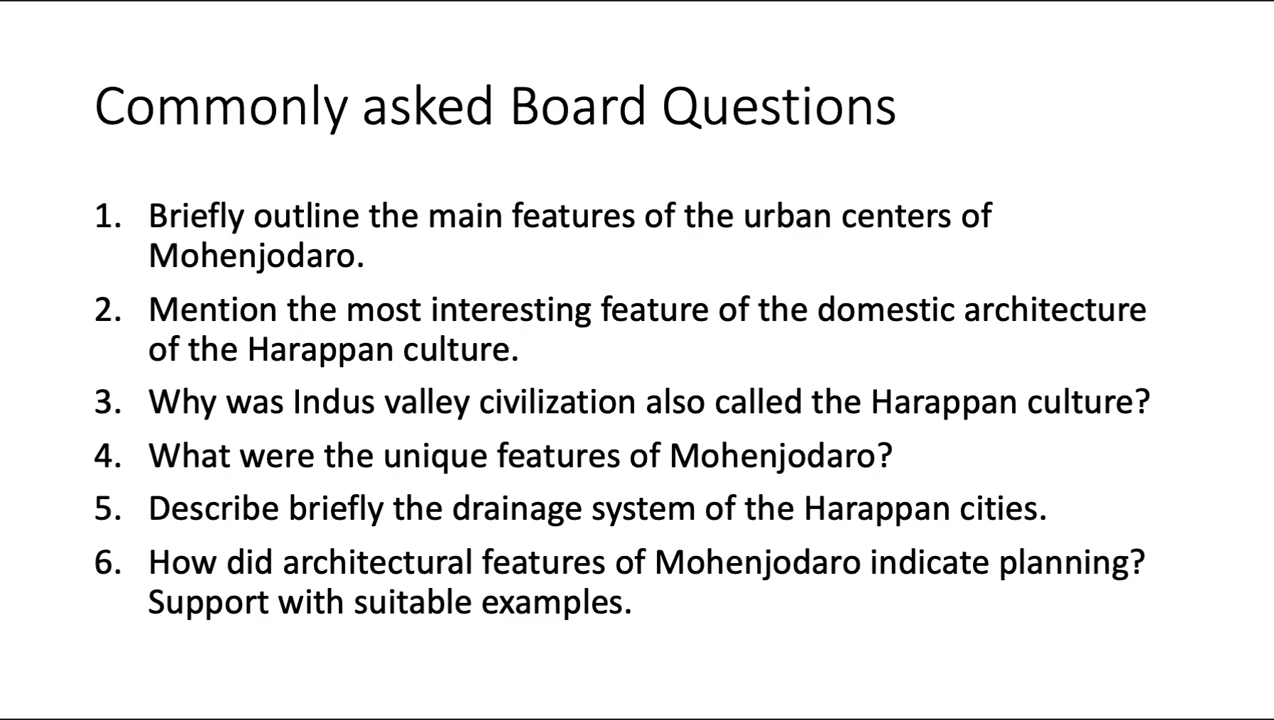 Commonly asked Board Questions
1. Briefly outline the main features of the urban centers of
Mohenjodaro.
2. Mention the most interesting feature of the domestic architecture
of the Harappan culture.
3. Why was Indus valley civilization also called the Harappan culture?
4. What were the unique features of Mohenjodaro?
5. Describe briefly the drainage system of the Harappan cities.
6. How did architectural features of Mohenjodaro indicate planning?
Support with suitable examples.